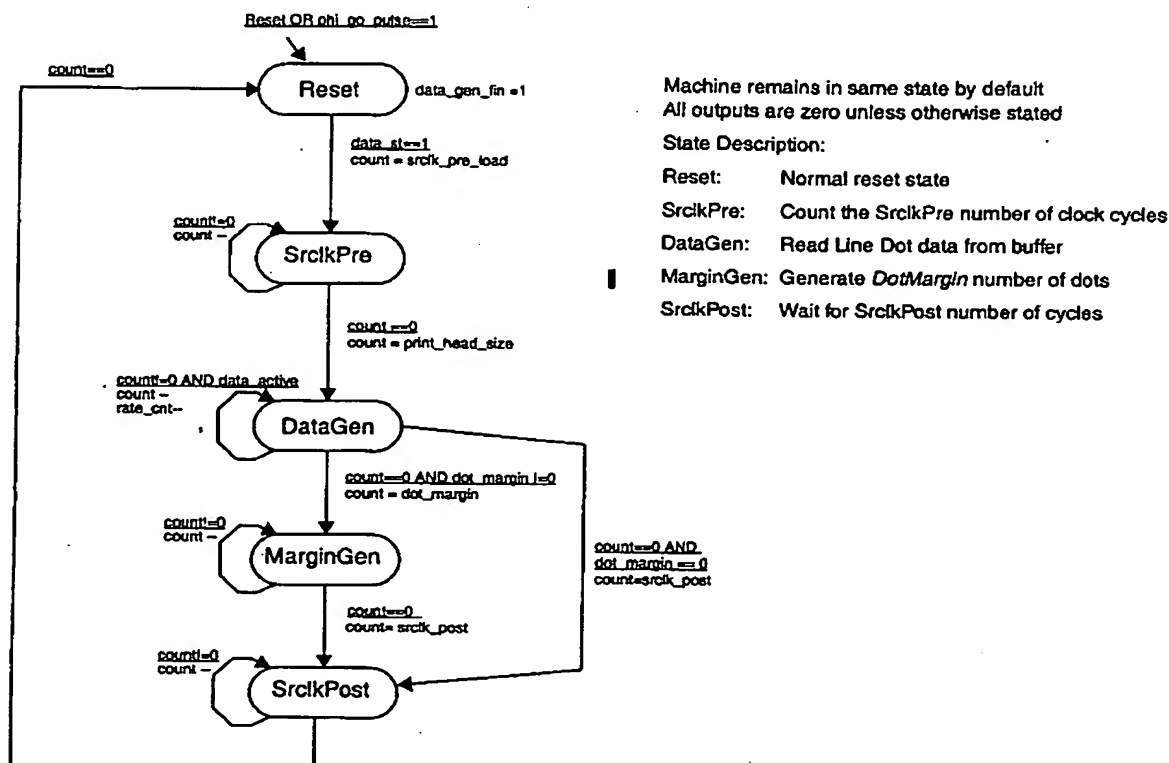 Reset OR phi_go_pulse==1
count==0
Reset
data_gen_fin =1
data_st==1
count = srclk_pre_load
count!=0
count --
SrclkPre
count ==0
count = print_head_size
count!=0 AND data_active
count --
rate_cnt--
DataGen
count==0 AND dot_margin !=0
count = dot_margin
count!=0
count --
MarginGen
count==0 AND
dot_margin == 0
count=srclk_post
count==0
count= srclk_post
count!=0
count --
SrclkPost
Machine remains in same state by default
All outputs are zero unless otherwise stated
State Description:
Reset: Normal reset state
SrclkPre: Count the SrclkPre number of clock cycles
DataGen: Read Line Dot data from buffer
MarginGen: Generate DotMargin number of dots
SrclkPost: Wait for SrclkPost number of cycles